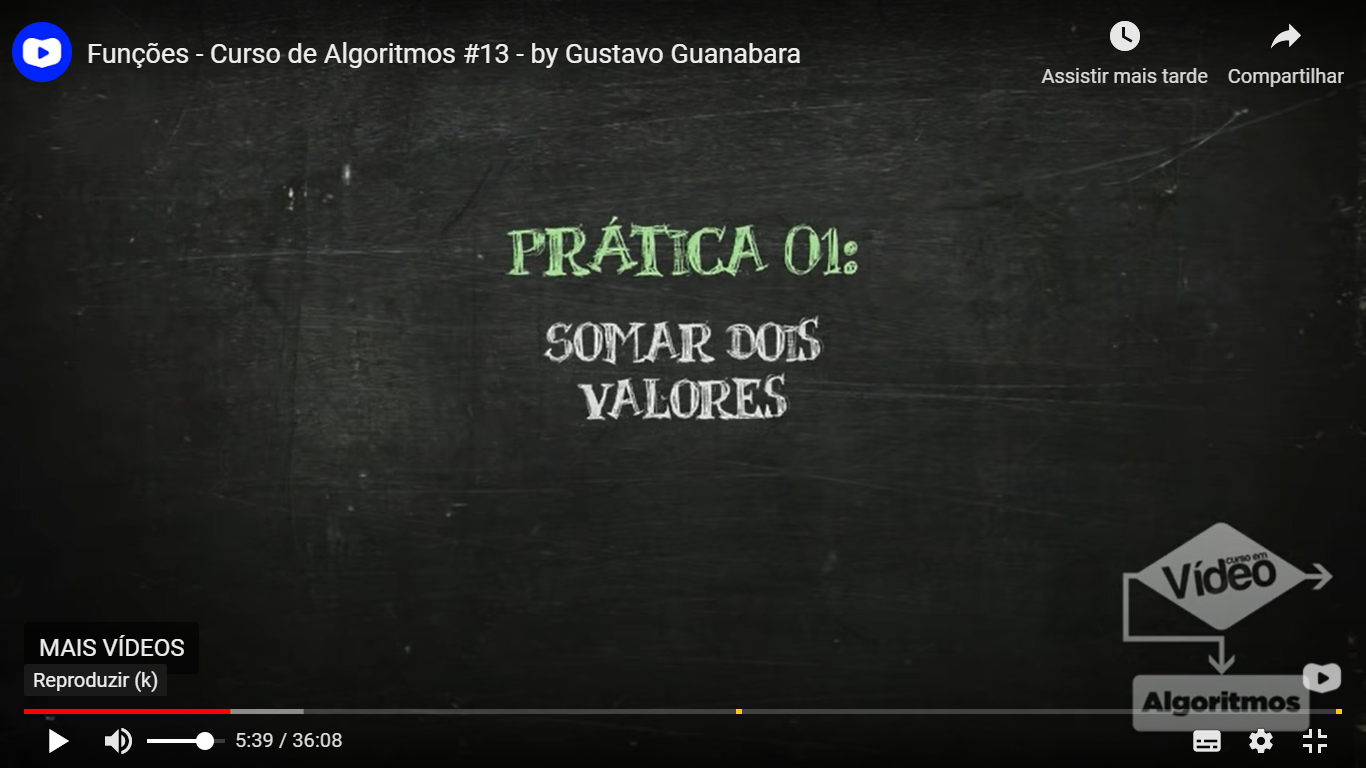 Funções - Curso de Algoritmos #13 - by Gustavo Guanabara
Assistir mais tarde
Compartilhar
PRÁTICA 01:
SOMAR DOIS
VALORES
curso em
Vídeo
Algoritmos
MAIS VÍDEOS
Reproduzir (k)
5:39 / 36:08